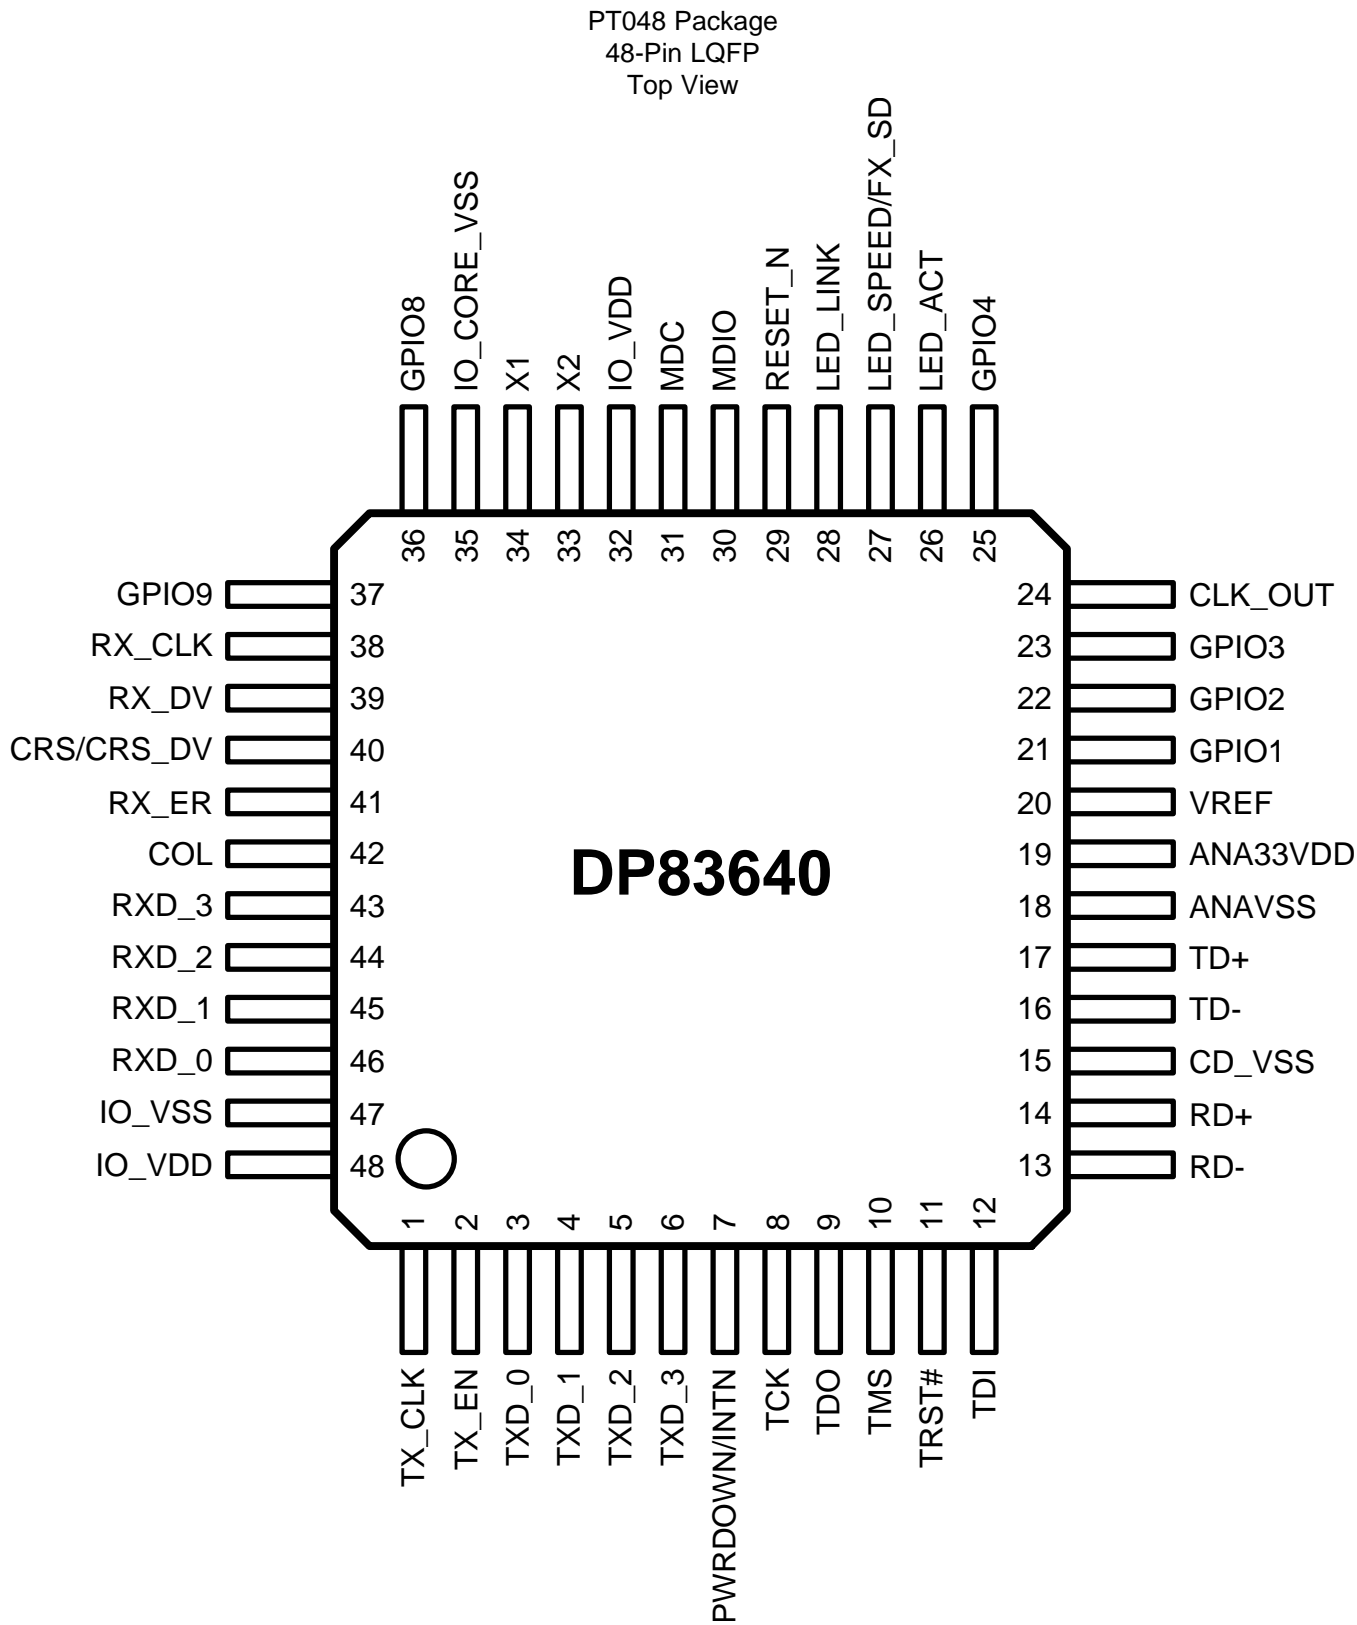 PT048 Package
48-Pin LQFP
Top View
GPIO8
IO_CORE_VSS
X1
X2
IO_VDD
MDC
MDIO
RESET_N
LED_LINK
LED_SPEED/FX_SD
LED_ACT
GPIO4
36
35
34
33
32
31
30
29
28
27
26
25
GPIO9 37
RX_CLK 38
RX_DV 39
CRS/CRS_DV 40
RX_ER 41
COL 42
RXD_3 43
RXD_2 44
RXD_1 45
RXD_0 46
IO_VSS 47
IO_VDD 48
DP83640
24 CLK_OUT
23 GPIO3
22 GPIO2
21 GPIO1
20 VREF
19 ANA33VDD
18 ANAVSS
17 TD+
16 TD-
15 CD_VSS
14 RD+
13 RD-
1
2
3
4
5
6
7
8
9
10
11
12
TX_CLK
TX_EN
TXD_0
TXD_1
TXD_2
TXD_3
PWRDOWN/INTN
TCK
TDO
TMS
TRST#
TDI